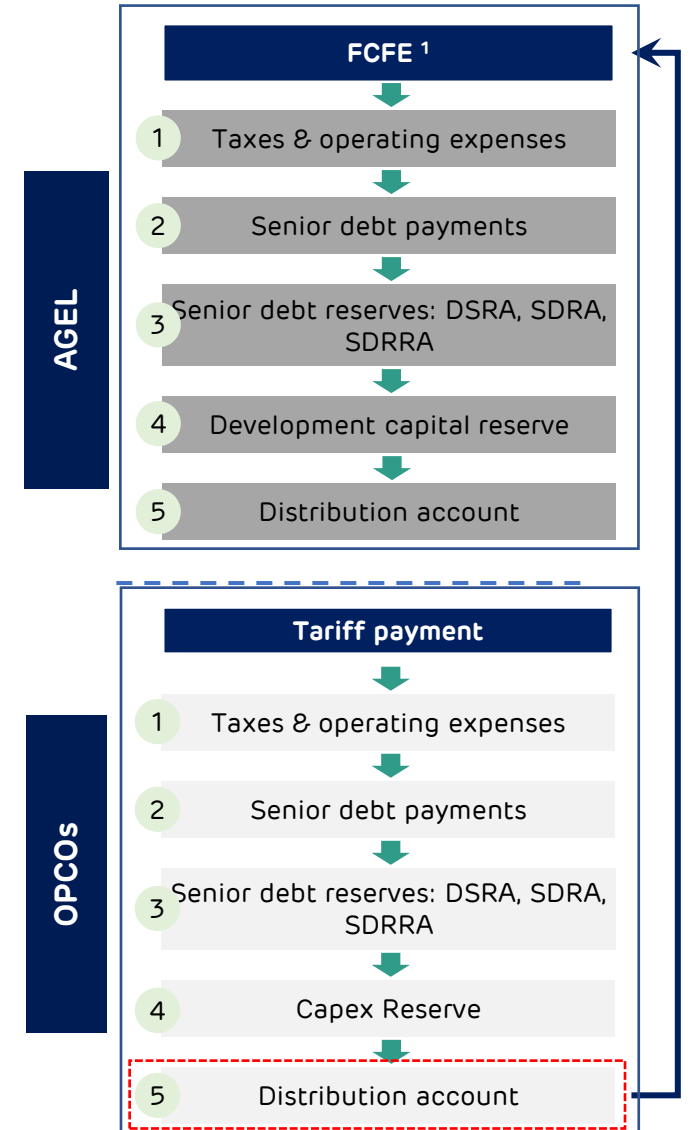 FCFE 1
1 Taxes & operating expenses
2 Senior debt payments
3 Senior debt reserves: DSRA, SDRA,
SDRRA
4 Development capital reserve
5 Distribution account
AGEL
Tariff payment
1 Taxes & operating expenses
2 Senior debt payments
3 Senior debt reserves: DSRA, SDRA,
SDRRA
4 Capex Reserve
5 Distribution account
OPCOs